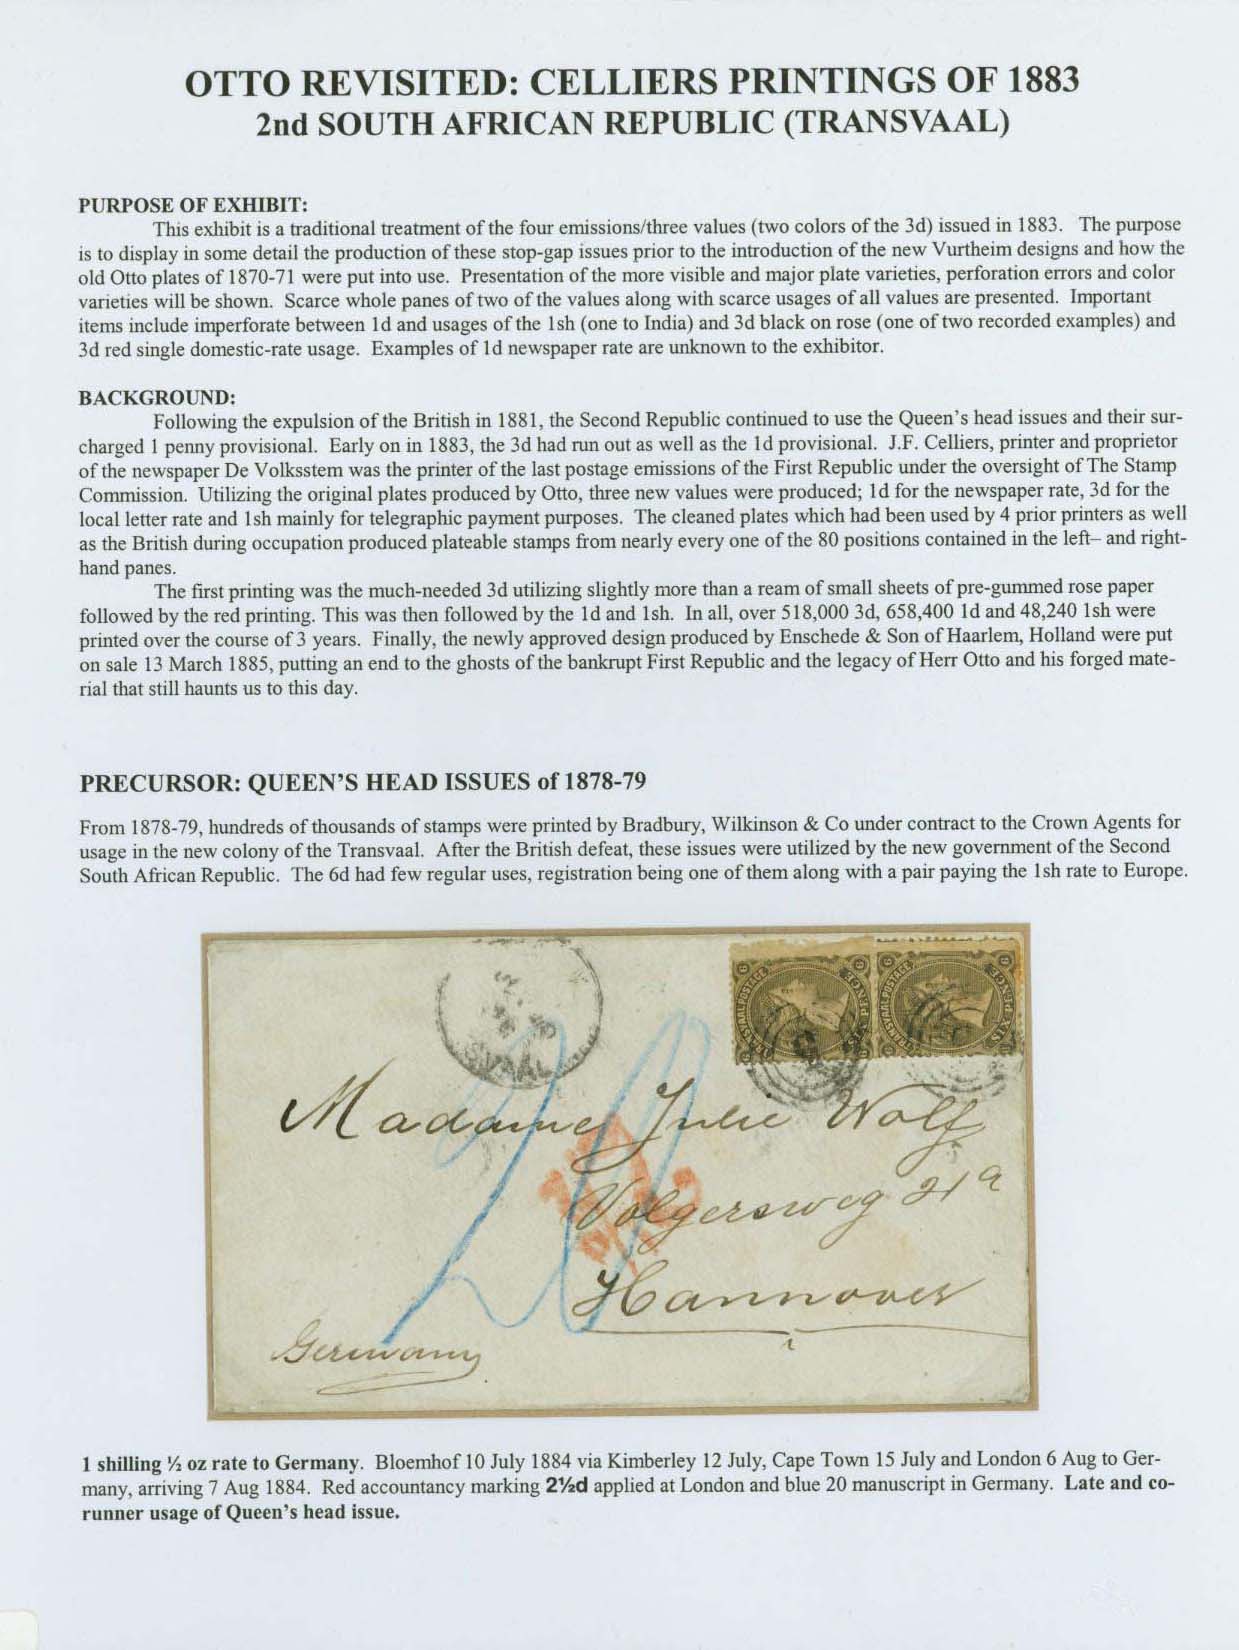 OTTO REVISITED: CELLIERS PRINTINGS OF 1883
2nd SOUTH AFRICAN REPUBLIC (TRANSVAAL)
PURPOSE OF EXHIBIT:
This exhibit is a traditional treatment of the four emissions/three values (two colors of the 3d) issued in 1883. The purpose
is to display in some detail the production of these stop-gap issues prior to the introduction of the new Vurtheim designs and how the
old Otto plates of 1870-71 were put into use. Presentation of the more visible and major plate varieties, perforation errors and color
varieties will be shown. Scarce whole panes of two of the values along with scarce usages of all values are presented. Important
items include imperforate between 1d and usages of the 1sh (one to India) and 3d black on rose (one of two recorded examples) and
3d red single domestic-rate usage. Examples of 1d newspaper rate are unknown to the exhibitor.
BACKGROUND:
Following the expulsion of the British in 1881, the Second Republic continued to use the Queen's head issues and their sur-
charged 1 penny provisional. Early on in 1883, the 3d had run out as well as the 1d provisional. J.F. Celliers, printer and proprietor
of the newspaper De Volksstem was the printer of the last postage emissions of the First Republic under the oversight of The Stamp
Commission. Utilizing the original plates produced by Otto, three new values were produced; 1d for the newspaper rate, 3d for the
local letter rate and 1sh mainly for telegraphic payment purposes. The cleaned plates which had been used by 4 prior printers as well
as the British during occupation produced plateable stamps from nearly every one of the 80 positions contained in the left– and right-
hand panes.
The first printing was the much-needed 3d utilizing slightly more than a ream of small sheets of pre-gummed rose paper
followed by the red printing. This was then followed by the 1d and 1sh. In all, over 518,000 3d, 658,400 1d and 48,240 1sh were
printed over the course of 3 years. Finally, the newly approved design produced by Enschede & Son of Haarlem, Holland were put
on sale 13 March 1885, putting an end to the ghosts of the bankrupt First Republic and the legacy of Herr Otto and his forged mate-
rial that still haunts us to this day.
PRECURSOR: QUEEN'S HEAD ISSUES of 1878-79
From 1878-79, hundreds of thousands of stamps were printed by Bradbury, Wilkinson & Co under contract to the Crown Agents for
usage in the new colony of the Transvaal. After the British defeat, these issues were utilized by the new government of the Second
South African Republic. The 6d had few regular uses, registration being one of them along with a pair paying the 1sh rate to Europe.
TRANSVAAL POSTAGE SIX PENCE
TRANSVAAL POSTAGE SIX PENCE
20
Madame Julie Wolf
Volgersweg 21a
Hannover
Germany
1 shilling ½ oz rate to Germany. Bloemhof 10 July 1884 via Kimberley 12 July, Cape Town 15 July and London 6 Aug to Ger-
many, arriving 7 Aug 1884. Red accountancy marking 2½d applied at London and blue 20 manuscript in Germany. Late and co-
runner usage of Queen's head issue.